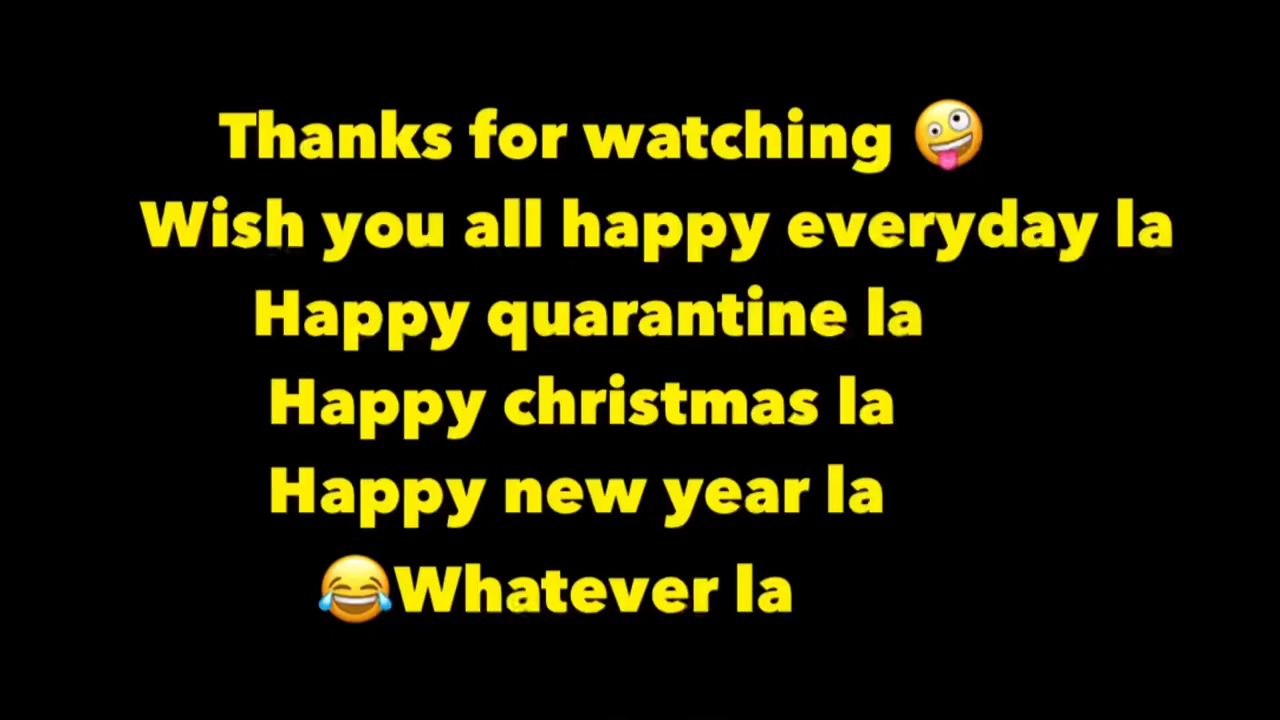 Thanks for watching 🤪
Wish you all happy everyday la
Happy quarantine la
Happy christmas la
Happy new year la
😂Whatever la